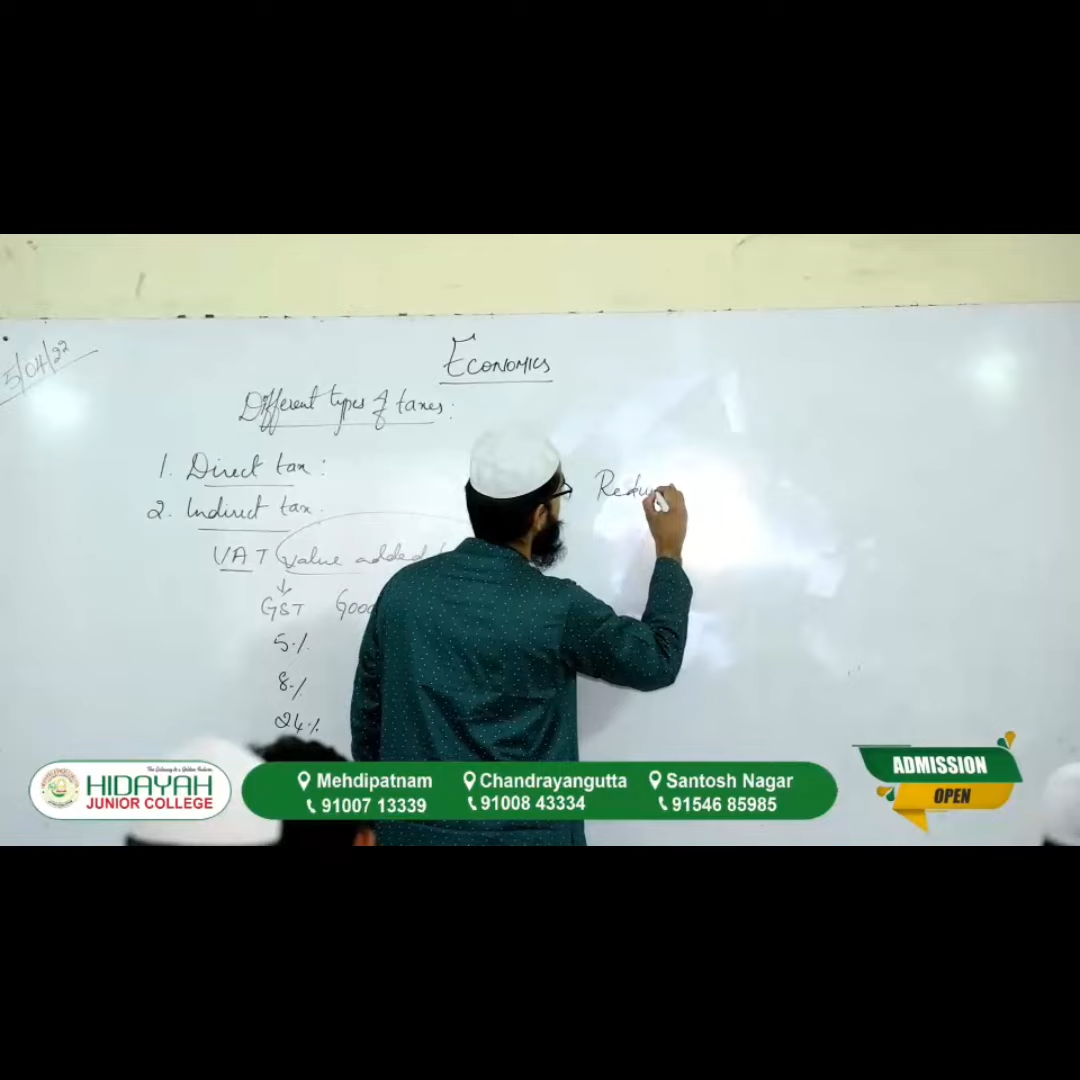 5/04/22
ECONOMICS
Different types of taxes:
1. Direct tax:
2. Indirect tax.
VAT (value added
GST
5%
8%
24%
HIDAYAH
JUNIOR COLLEGE
Mehdipatnam
91007 13339
Chandrayangutta
91008 43334
Santosh Nagar
91546 85985
ADMISSION
OPEN